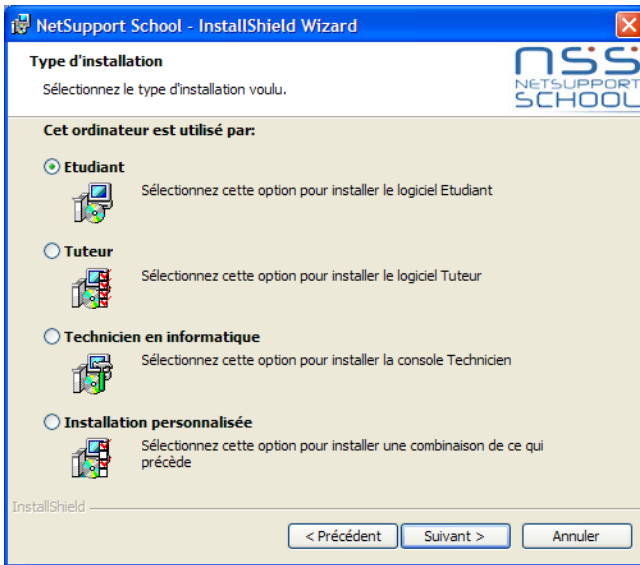 NetSupport School - InstallShield Wizard
Type d'installation
Sélectionnez le type d'installation voulu.
nss
NETSUPPORT
SCHOOL
Cet ordinateur est utilisé par:
Etudiant
Sélectionnez cette option pour installer le logiciel Etudiant
Tuteur
Sélectionnez cette option pour installer le logiciel Tuteur
Technicien en informatique
Sélectionnez cette option pour installer la console Technicien
Installation personnalisée
Sélectionnez cette option pour installer une combinaison de ce qui
précède
InstallShield
< Précédent
Suivant >
Annuler